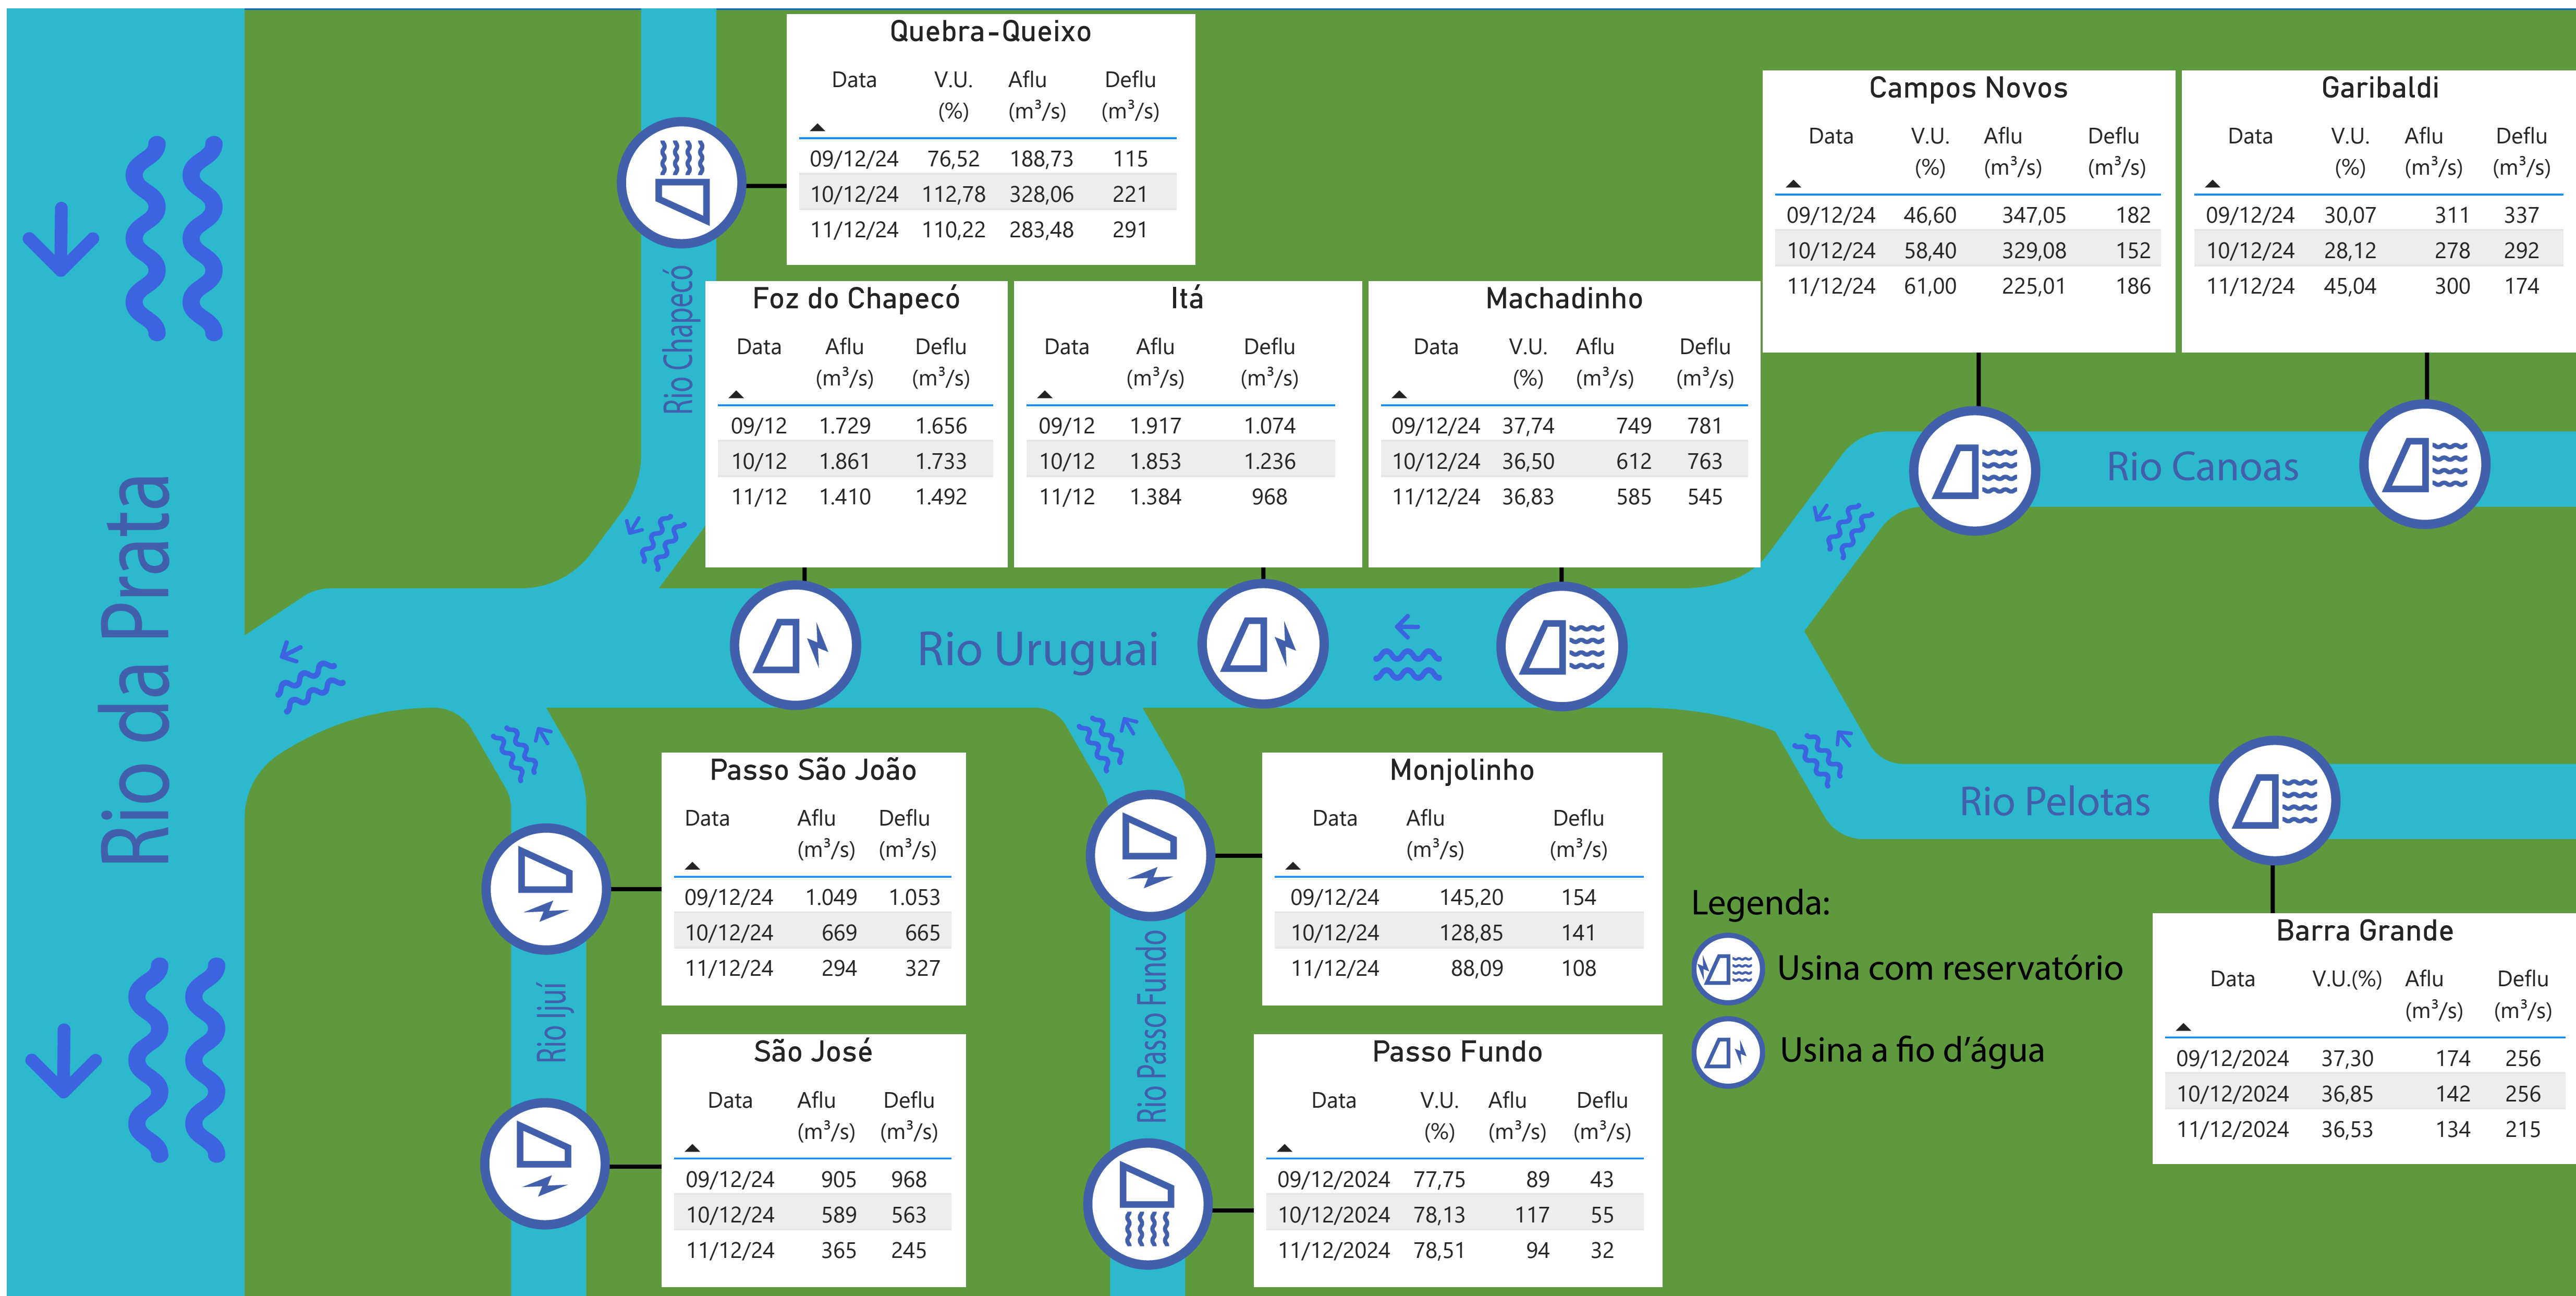 Quebra-Queixo
Data V.U. (%) Aflu (m³/s) Deflu (m³/s)
09/12/24 76,52 188,73 115
10/12/24 112,78 328,06 221
11/12/24 110,22 283,48 291
Campos Novos
Data V.U. (%) Aflu (m³/s) Deflu (m³/s)
09/12/24 46,60 347,05 182
10/12/24 58,40 329,08 152
11/12/24 61,00 225,01 186
Garibaldi
Data V.U. (%) Aflu (m³/s) Deflu (m³/s)
09/12/24 30,07 311 337
10/12/24 28,12 278 292
11/12/24 45,04 300 174
Rio Chapecó
Foz do Chapecó
Data Aflu (m³/s) Deflu (m³/s)
09/12 1.729 1.656
10/12 1.861 1.733
11/12 1.410 1.492
Itá
Data Aflu (m³/s) Deflu (m³/s)
09/12 1.917 1.074
10/12 1.853 1.236
11/12 1.384 968
Machadinho
Data V.U. (%) Aflu (m³/s) Deflu (m³/s)
09/12/24 37,74 749 781
10/12/24 36,50 612 763
11/12/24 36,83 585 545
Rio Canoas
Rio da Prata
Rio Uruguai
Rio Pelotas
Passo São João
Data Aflu (m³/s) Deflu (m³/s)
09/12/24 1.049 1.053
10/12/24 669 665
11/12/24 294 327
Monjolinho
Data Aflu (m³/s) Deflu (m³/s)
09/12/24 145,20 154
10/12/24 128,85 141
11/12/24 88,09 108
Rio Ijuí
Rio Passo Fundo
São José
Data Aflu (m³/s) Deflu (m³/s)
09/12/24 905 968
10/12/24 589 563
11/12/24 365 245
Passo Fundo
Data V.U. (%) Aflu (m³/s) Deflu (m³/s)
09/12/2024 77,75 89 43
10/12/2024 78,13 117 55
11/12/2024 78,51 94 32
Legenda:
Usina com reservatório
Usina a fio d’água
Barra Grande
Data V.U.(%) Aflu (m³/s) Deflu (m³/s)
09/12/2024 37,30 174 256
10/12/2024 36,85 142 256
11/12/2024 36,53 134 215